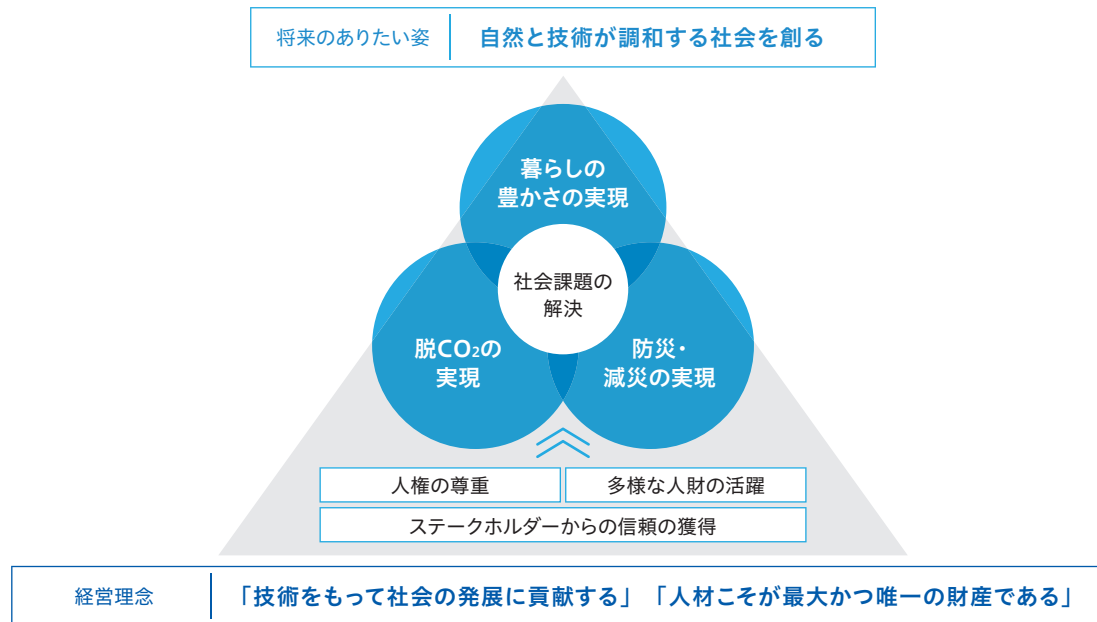 将来のありたい姿
自然と技術が調和する社会を創る
暮らしの
豊かさの実現
社会課題の
解決
脱CO₂の
実現
防災・
減災の実現
人権の尊重
多様な人財の活躍
ステークホルダーからの信頼の獲得
経営理念
「技術をもって社会の発展に貢献する」「人材こそが最大かつ唯一の財産である」